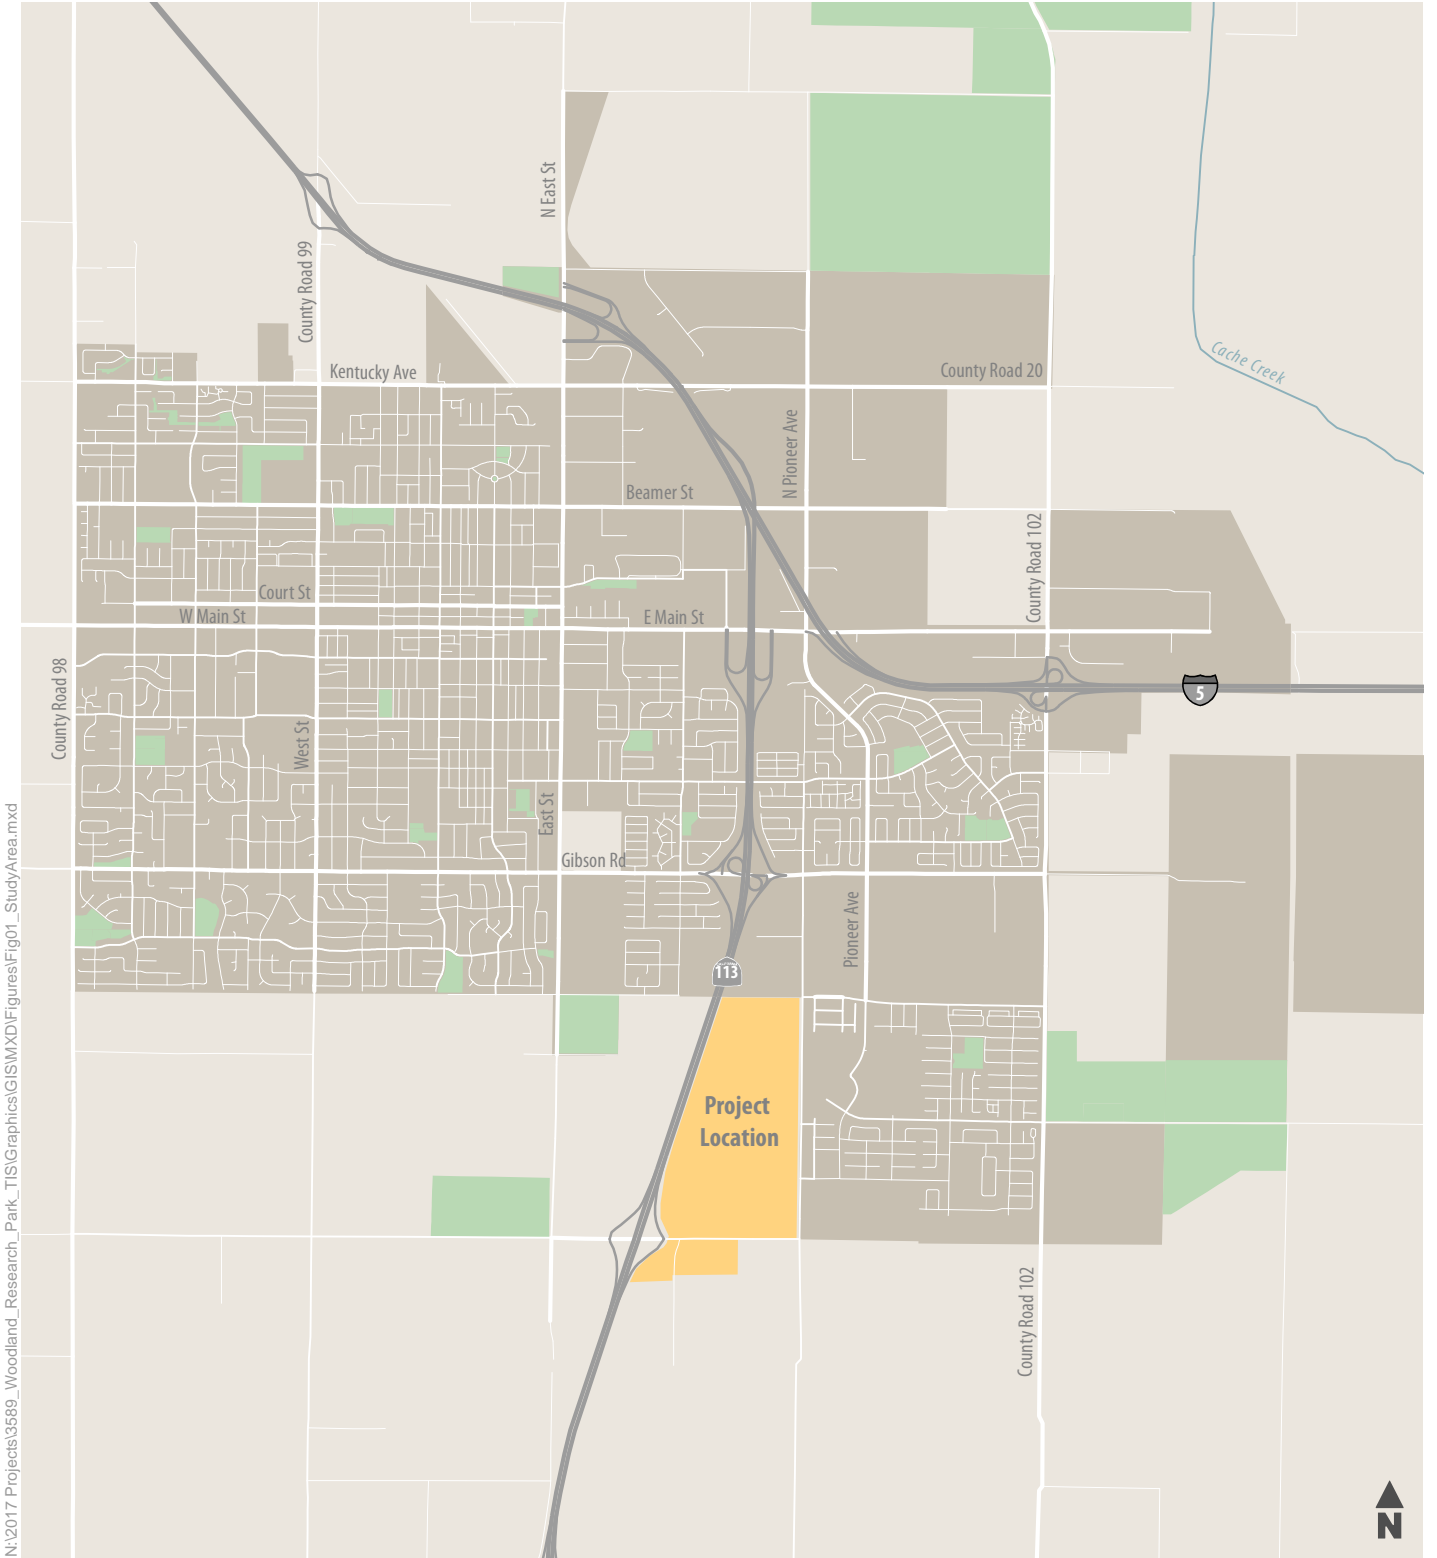 N East St
County Road 99
Cache Creek
Kentucky Ave
County Road 20
N Pioneer Ave
Beamer St
County Road 102
Court St
W Main St
E Main St
County Road 98
5
West St
East St
Gibson Rd
Pioneer Ave
113
Project
Location
County Road 102
N
N:\2017 Projects\3589_Woodland_Research_Park_TIS\Graphics\GIS\MXD\Figures\Fig01_StudyArea.mxd